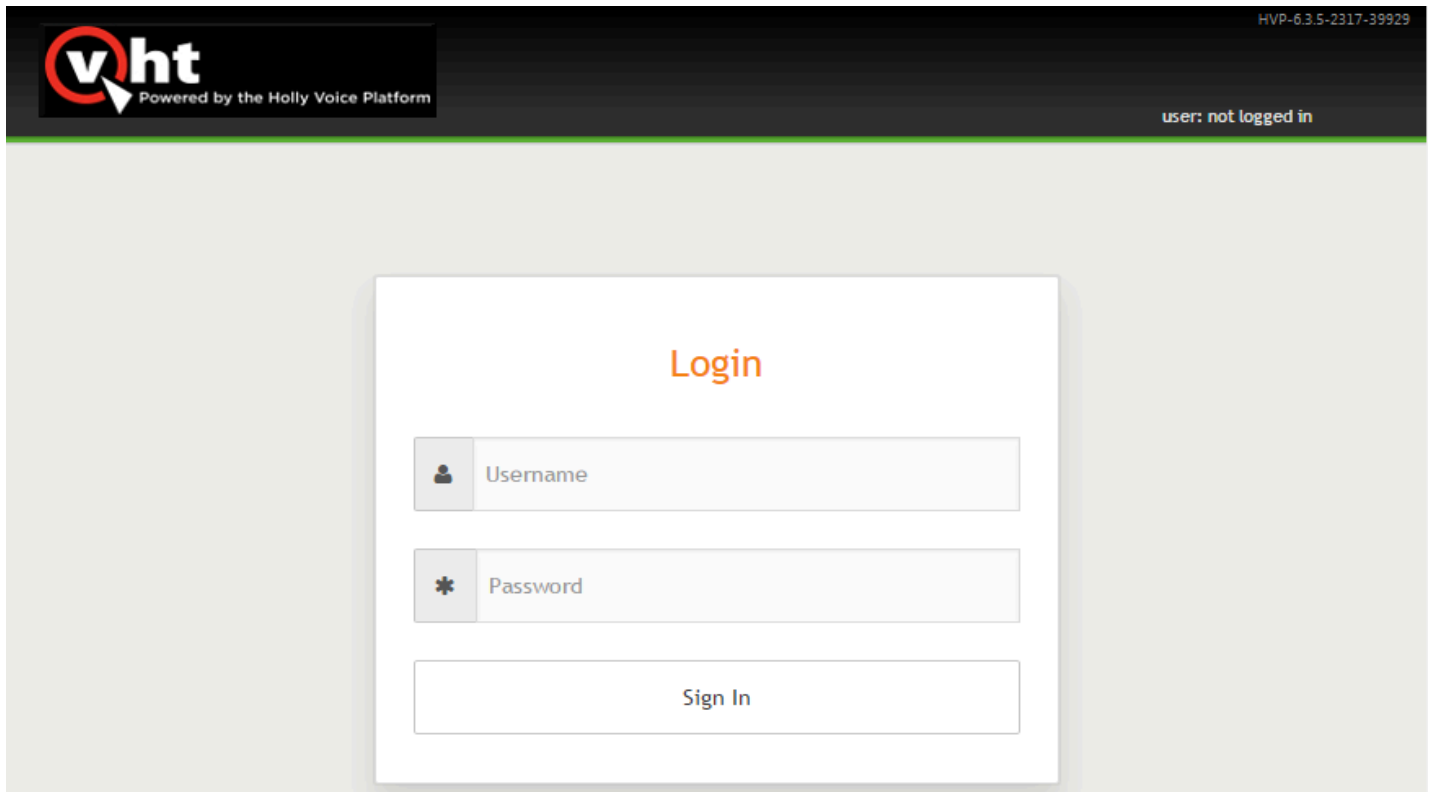 HVP-6.3.5-2317-39929
vht
Powered by the Holly Voice Platform
user: not logged in
Login
Username
Password
Sign In